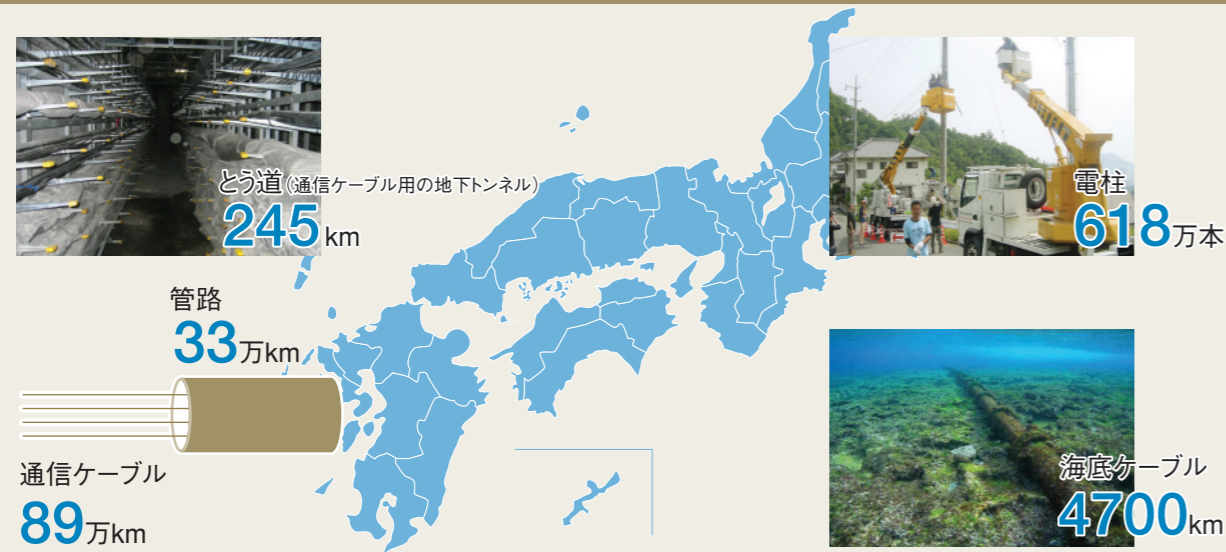 とう道(通信ケーブル用の地下トンネル)
245km
電柱
618万本
管路
33万km
通信ケーブル
89万km
海底ケーブル
4700km